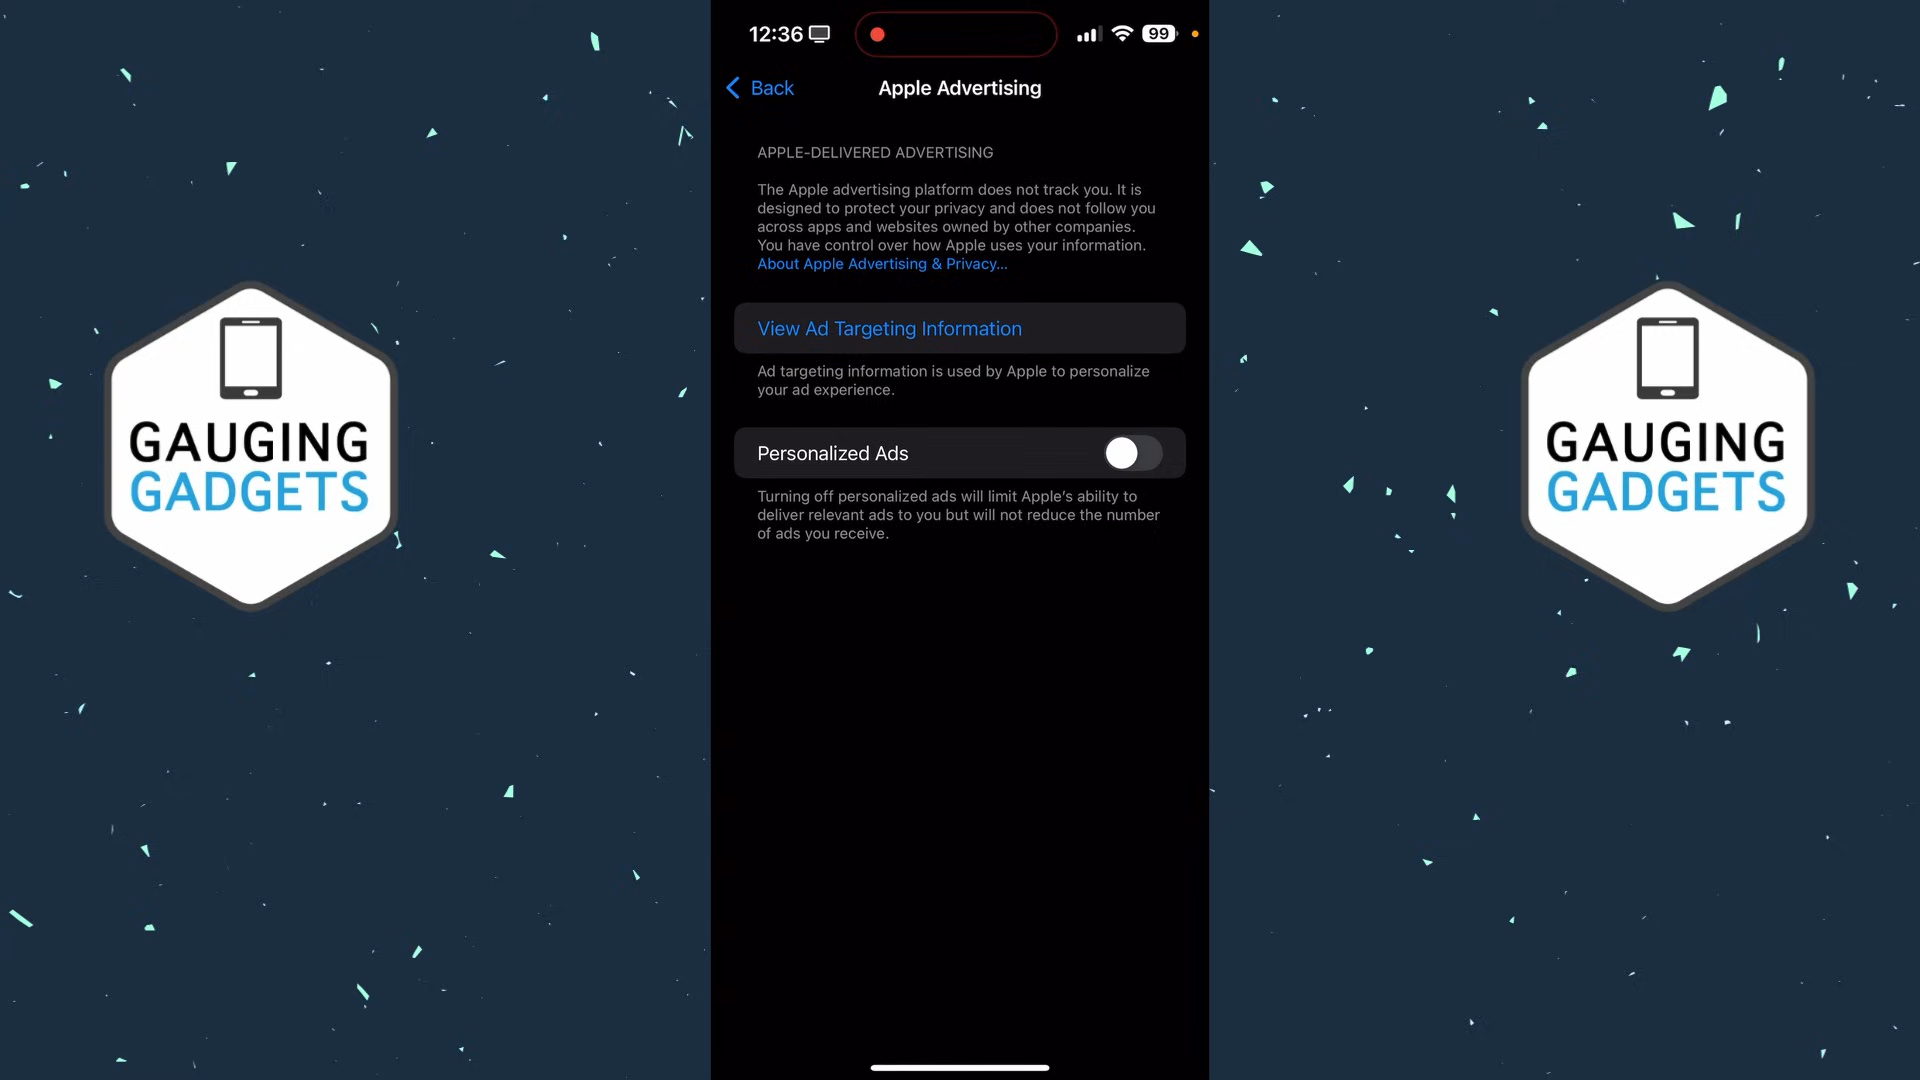 12:36
99
Back
Apple Advertising
APPLE-DELIVERED ADVERTISING
The Apple advertising platform does not track you. It is
designed to protect your privacy and does not follow you
across apps and websites owned by other companies.
You have control over how Apple uses your information.
About Apple Advertising & Privacy...
View Ad Targeting Information
Ad targeting information is used by Apple to personalize
your ad experience.
Personalized Ads
Turning off personalized ads will limit Apple's ability to
deliver relevant ads to you but will not reduce the number
of ads you receive.
GAUGING
GADGETS
GAUGING
GADGETS